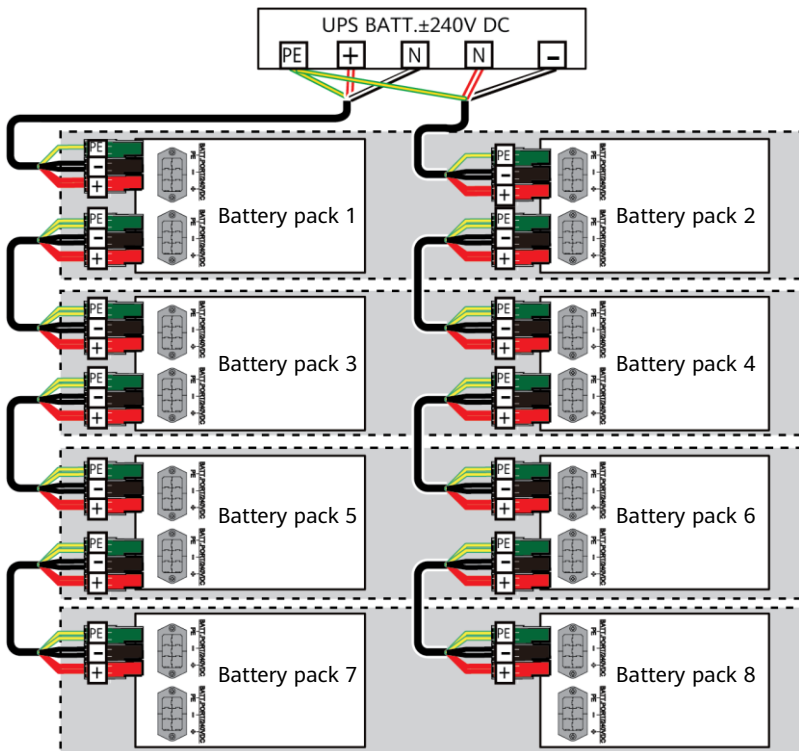 UPS BATT.±240V DC
PE + N N -
PE
-
+
PE
-
+
Battery pack 1
PE
-
+
PE
-
+
Battery pack 2
PE
-
+
PE
-
+
Battery pack 3
PE
-
+
PE
-
+
Battery pack 4
PE
-
+
PE
-
+
Battery pack 5
PE
-
+
PE
-
+
Battery pack 6
PE
-
+
Battery pack 7
PE
-
+
Battery pack 8